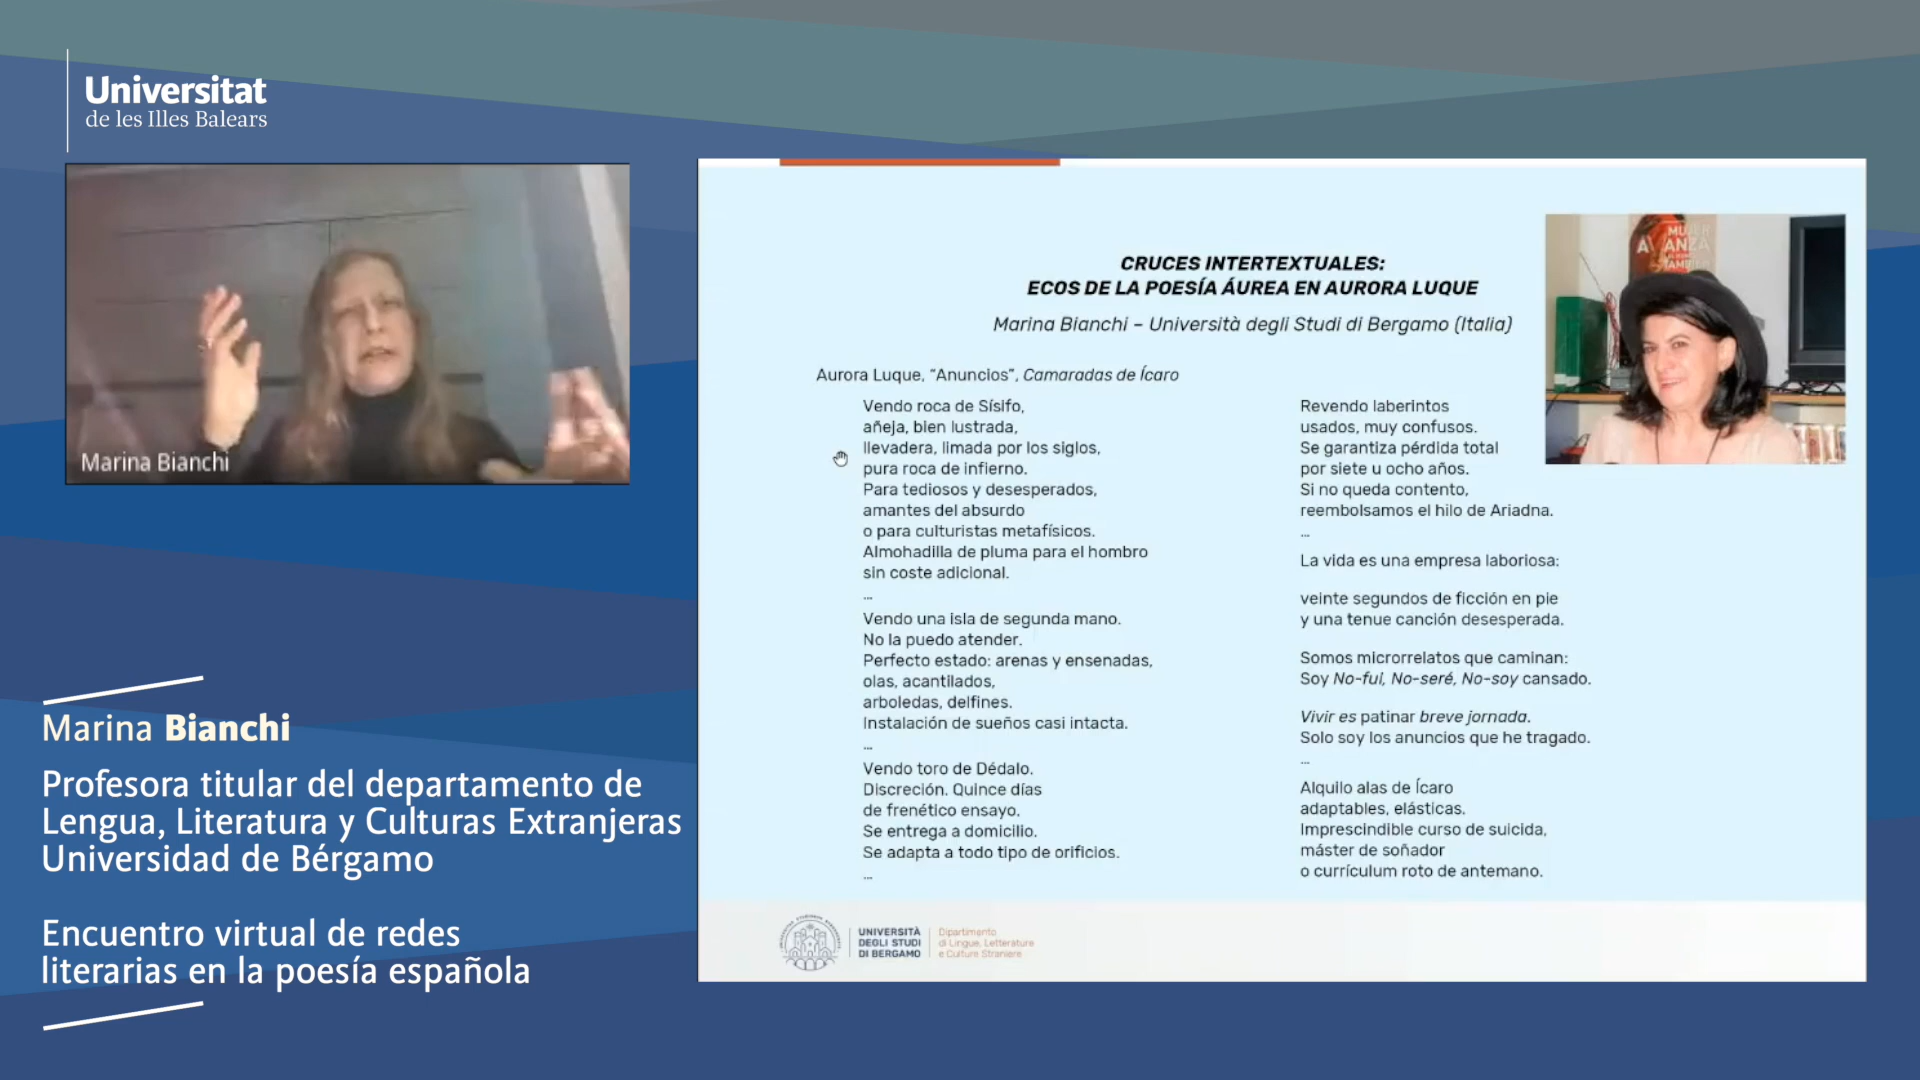 Universitat
de les Illes Balears
Marina Bianchi
Marina Bianchi
Profesora titular del departamento de
Lengua, Literatura y Culturas Extranjeras
Universidad de Bérgamo
Encuentro virtual de redes
literarias en la poesía española
CRUCES INTERTEXTUALES:
ECOS DE LA POESÍA ÁUREA EN AURORA LUQUE
Marina Bianchi – Università degli Studi di Bergamo (Italia)
Aurora Luque, “Anuncios”, Camaradas de Ícaro
Vendo roca de Sísifo,
añeja, bien lustrada,
llevadera, limada por los siglos,
pura roca de infierno.
Para tediosos y desesperados,
amantes del absurdo
o para culturistas metafísicos.
Almohadilla de pluma para el hombro
sin coste adicional.
...
Vendo una isla de segunda mano.
No la puedo atender.
Perfecto estado: arenas y ensenadas,
olas, acantilados,
arboledas, delfines.
Instalación de sueños casi intacta.
...
Vendo toro de Dédalo.
Discreción. Quince días
de frenético ensayo.
Se entrega a domicilio.
Se adapta a todo tipo de orificios.
...
Revendo laberintos
usados, muy confusos.
Se garantiza pérdida total
por siete u ocho años.
Si no queda contento,
reembolsamos el hilo de Ariadna.
...
La vida es una empresa laboriosa:
veinte segundos de ficción en pie
y una tenue canción desesperada.
Somos microrrelatos que caminan:
Soy No-fui, No-seré, No-soy cansado.
Vivir es patinar breve jornada.
Solo soy los anuncios que he tragado.
...
Alquilo alas de Ícaro
adaptables, elásticas.
Imprescindible curso de suicida,
máster de soñador
o currículum roto de antemano.
MUJER
AVANZA
UNIVERSITÀ
DEGLI STUDI
DI BERGAMO
Dipartimento
di Lingue, Letterature
e Culture Straniere